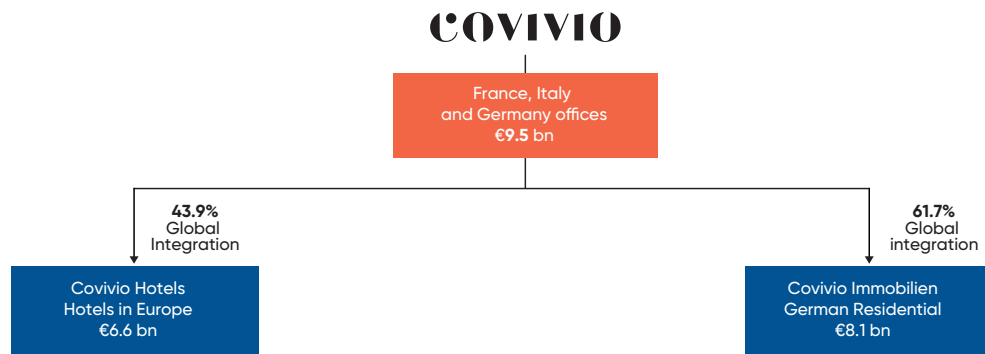 COVIVIO
France, Italy
and Germany offices
€9.5 bn
43.9%
Global
Integration
61.7%
Global
integration
Covivio Hotels
Hotels in Europe
€6.6 bn
Covivio Immobilien
German Residential
€8.1 bn